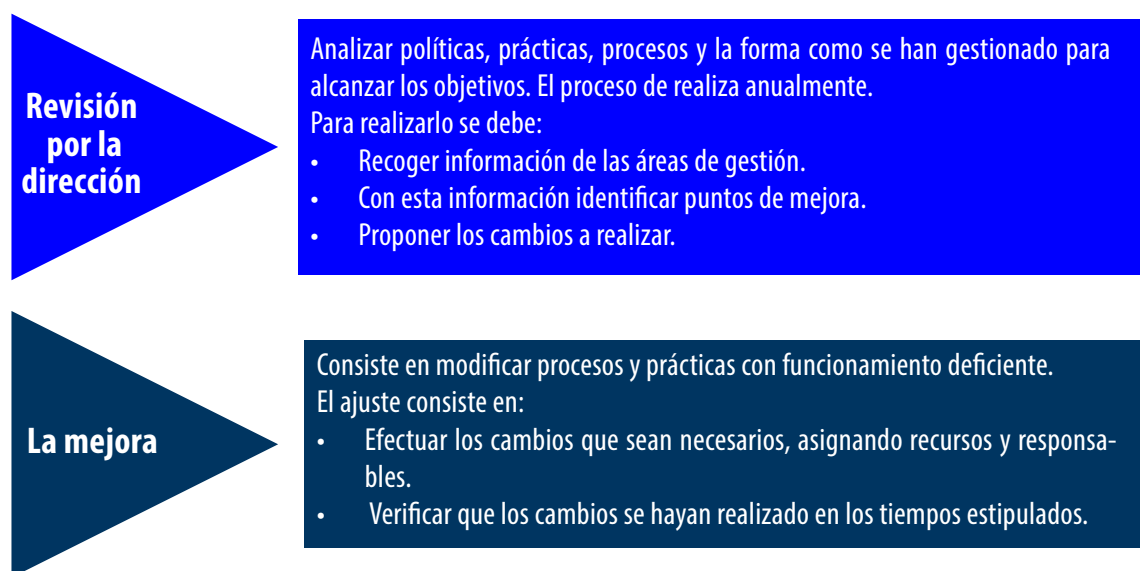 Revisión
por la
dirección
Analizar políticas, prácticas, procesos y la forma como se han gestionado para
alcanzar los objetivos. El proceso de realiza anualmente.
Para realizarlo se debe:
• Recoger información de las áreas de gestión.
• Con esta información identificar puntos de mejora.
• Proponer los cambios a realizar.
La mejora
Consiste en modificar procesos y prácticas con funcionamiento deficiente.
El ajuste consiste en:
• Efectuar los cambios que sean necesarios, asignando recursos y responsa-
bles.
• Verificar que los cambios se hayan realizado en los tiempos estipulados.